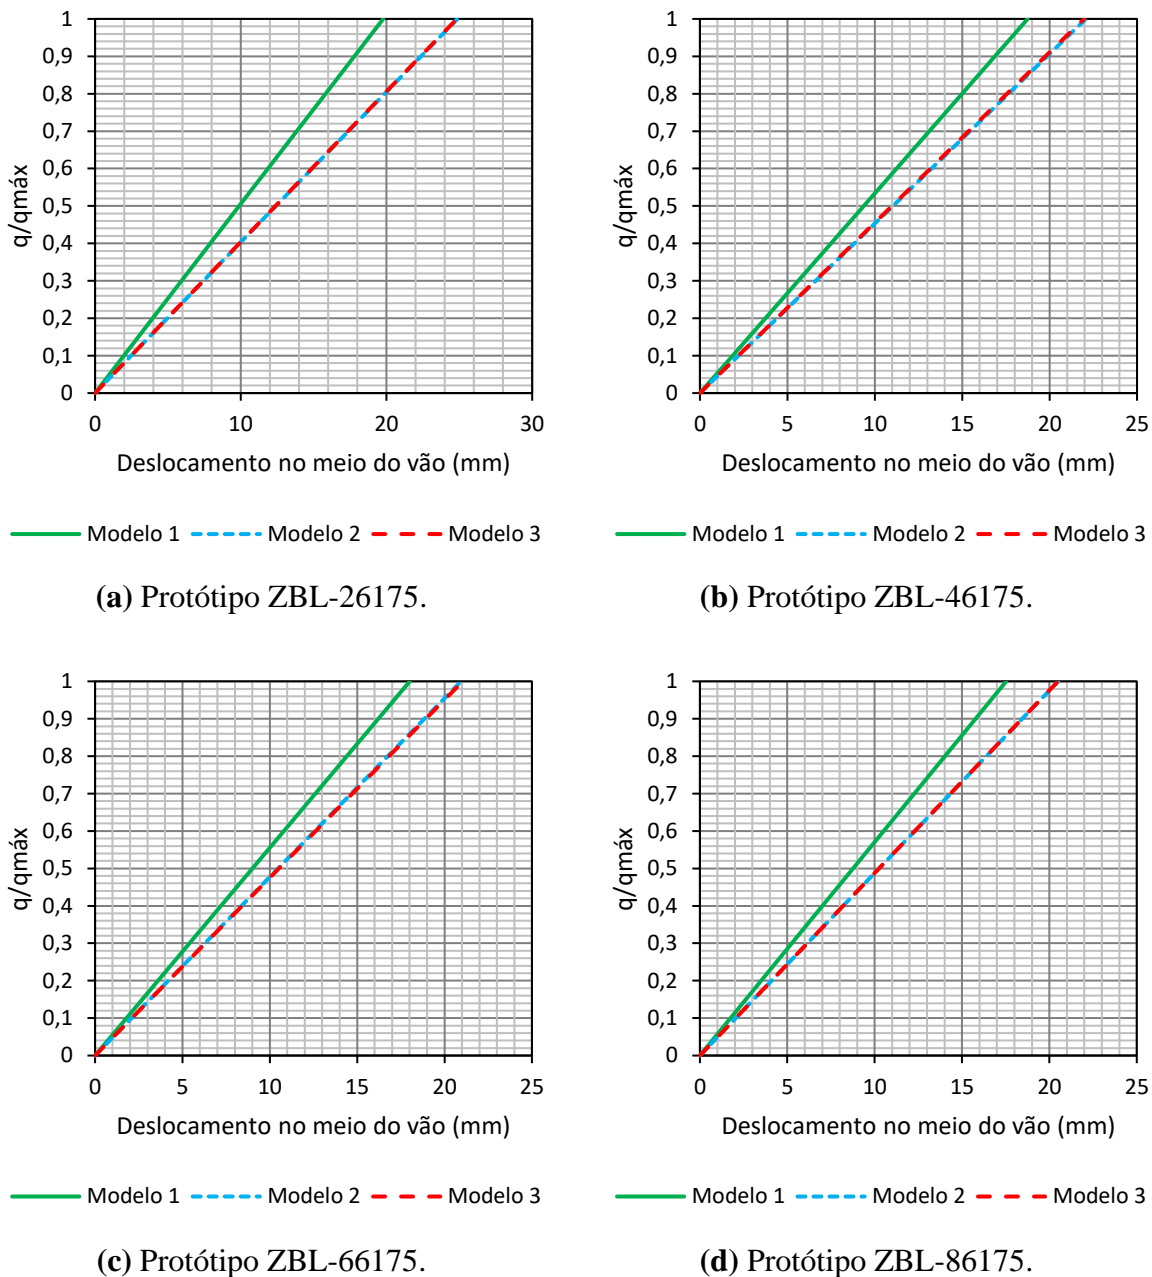 1
0,9
0,8
0,7
0,6
0,5
0,4
0,3
0,2
0,1
0
q/qmáx
0 10 20 30
Deslocamento no meio do vão (mm)
Modelo 1 Modelo 2 Modelo 3
(a) Protótipo ZBL-26175.
1
0,9
0,8
0,7
0,6
0,5
0,4
0,3
0,2
0,1
0
q/qmáx
0 5 10 15 20 25
Deslocamento no meio do vão (mm)
Modelo 1 Modelo 2 Modelo 3
(b) Protótipo ZBL-46175.
1
0,9
0,8
0,7
0,6
0,5
0,4
0,3
0,2
0,1
0
q/qmáx
0 5 10 15 20 25
Deslocamento no meio do vão (mm)
Modelo 1 Modelo 2 Modelo 3
(c) Protótipo ZBL-66175.
1
0,9
0,8
0,7
0,6
0,5
0,4
0,3
0,2
0,1
0
q/qmáx
0 5 10 15 20 25
Deslocamento no meio do vão (mm)
Modelo 1 Modelo 2 Modelo 3
(d) Protótipo ZBL-86175.